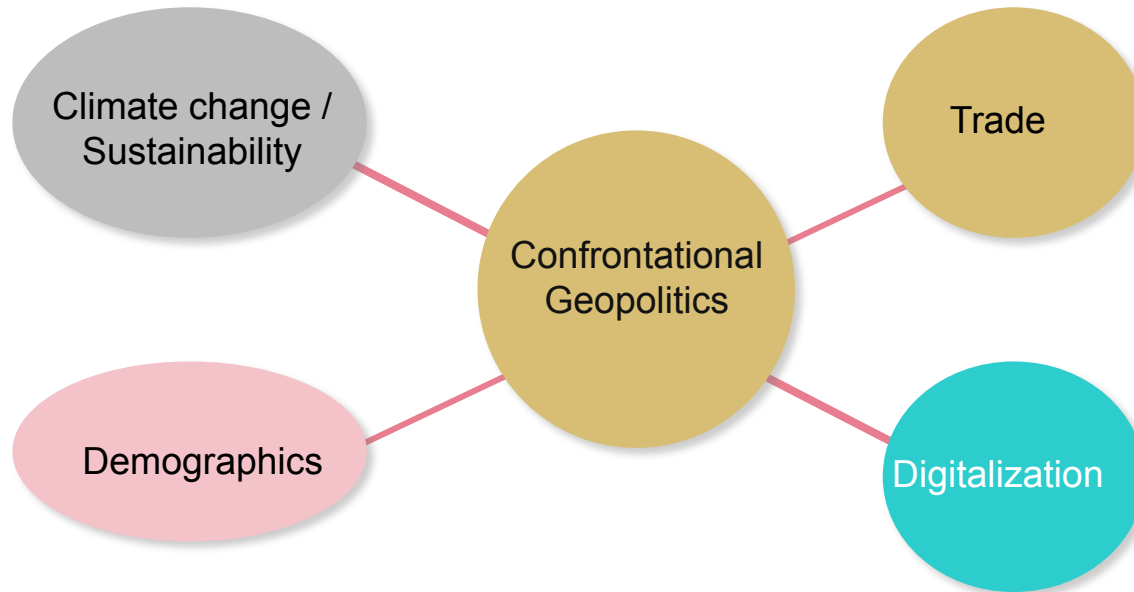 Climate change /
Sustainability
Trade
Confrontational
Geopolitics
Demographics
Digitalization